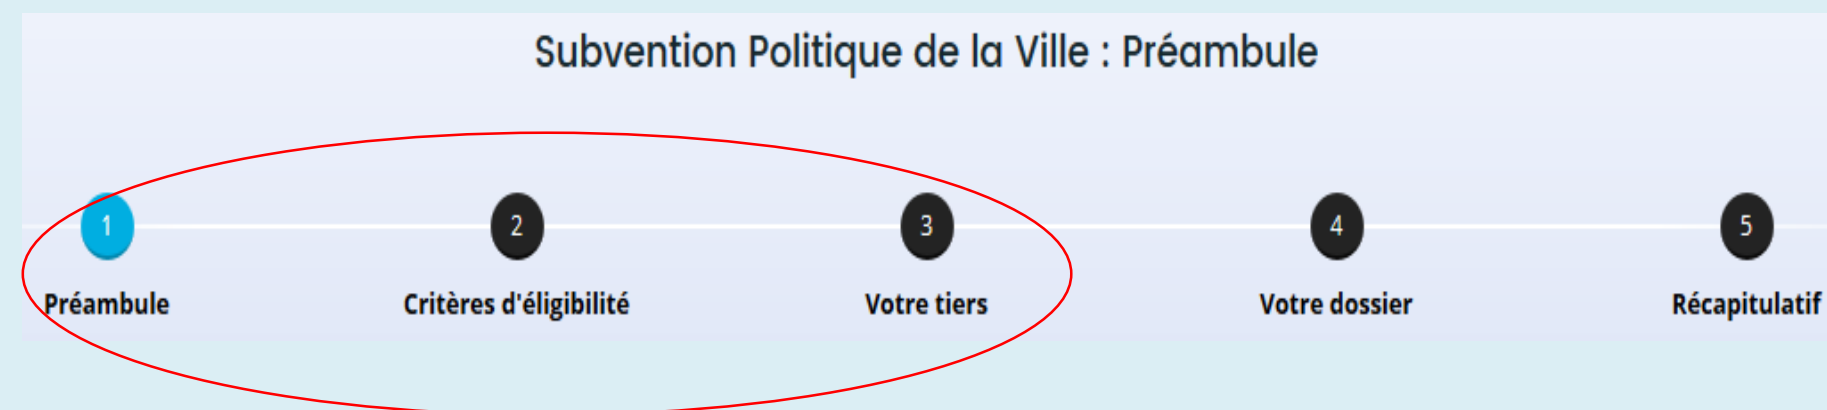 Subvention Politique de la Ville : Préambule
1 2 3 4 5
Préambule Critères d'éligibilité Votre tiers Votre dossier Récapitulatif